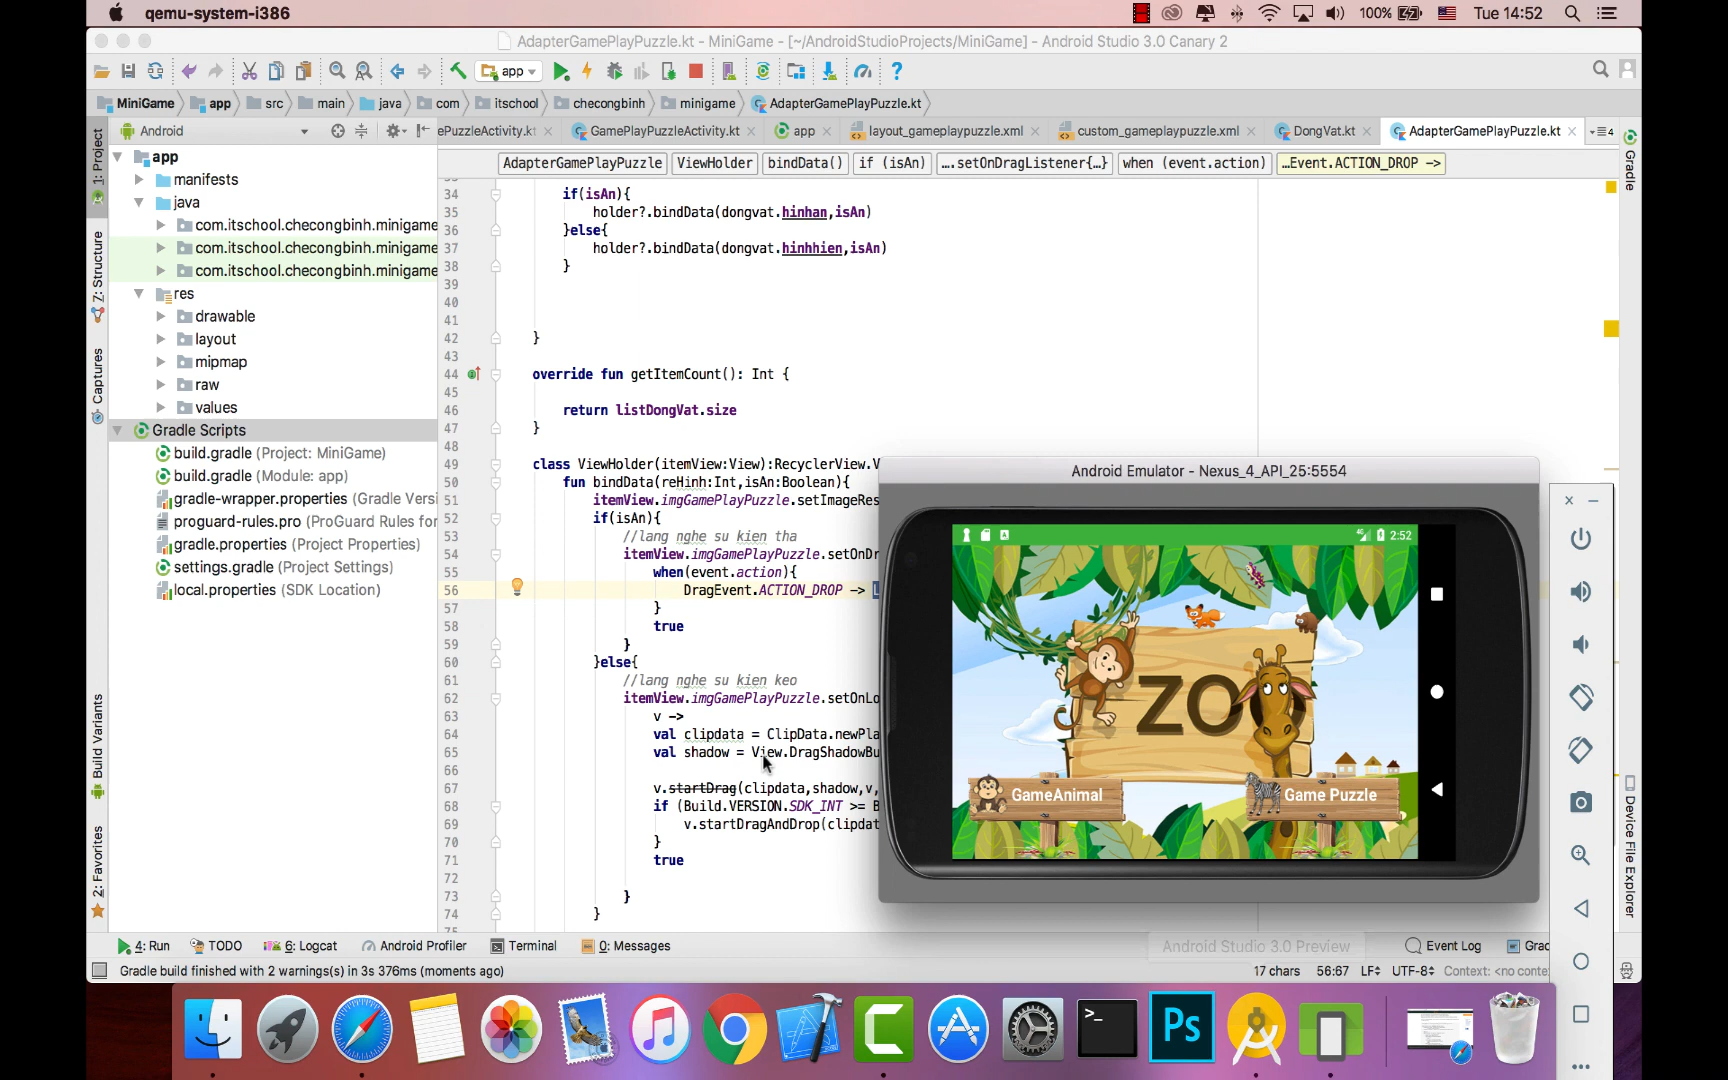 qemu-system-i386
100%
Tue 14:52
AdapterGamePlayPuzzle.kt - MiniGame - [~/AndroidStudioProjects/MiniGame] - Android Studio 3.0 Canary 2
app
MiniGame app src main java com itschool checongbinh minigame AdapterGamePlayPuzzle.kt
Android
ePuzzleActivity.kt GamePlayPuzzleActivity.kt app layout_gameplaypuzzle.xml custom_gameplaypuzzle.xml DongVat.kt AdapterGamePlayPuzzle.kt 4
AdapterGamePlayPuzzle ViewHolder bindData() if (isAn) ....setOnDragListener{...} when (event.action) ...Event.ACTION_DROP ->
1: Project
7: Structure
Captures
Build Variants
2: Favorites
app
manifests
java
com.itschool.checongbinh.minigame
com.itschool.checongbinh.minigame
com.itschool.checongbinh.minigame
res
drawable
layout
mipmap
raw
values
Gradle Scripts
build.gradle (Project: MiniGame)
build.gradle (Module: app)
gradle-wrapper.properties (Gradle Versi
proguard-rules.pro (ProGuard Rules for
gradle.properties (Project Properties)
settings.gradle (Project Settings)
local.properties (SDK Location)
34 if(isAn){
35 holder?.bindData(dongvat.hinhan,isAn)
36 }else{
37 holder?.bindData(dongvat.hinhhien,isAn)
38 }
39
40
41
42 }
43
44 override fun getItemCount(): Int {
45
46 return listDongVat.size
47 }
48
49 class ViewHolder(itemView:View):RecyclerView.V
50 fun bindData(reHinh:Int,isAn:Boolean){
51 itemView.imgGamePlayPuzzle.setImageRes
52 if(isAn){
53 //lang nghe su kien tha
54 itemView.imgGamePlayPuzzle.setOnDr
55 when(event.action){
56 DragEvent.ACTION_DROP -> L
57 }
58 true
59 }
60 }else{
61 //lang nghe su kien keo
62 itemView.imgGamePlayPuzzle.setOnLo
63 v ->
64 val clipdata = ClipData.newPla
65 val shadow = View.DragShadowBu
66
67 v.startDrag(clipdata,shadow,v,
68 if (Build.VERSION.SDK_INT >= B
69 v.startDragAndDrop(clipdat
70 }
71 true
72
73 }
74 }
Gradle
Device File Explorer
Android Emulator - Nexus_4_API_25:5554
2:52
ZOO
GameAnimal
Game Puzzle
4: Run TODO 6: Logcat Android Profiler Terminal 0: Messages
Android Studio 3.0 Preview
Event Log Grad
Gradle build finished with 2 warnings(s) in 3s 376ms (moments ago)
17 chars 56:67 LF UTF-8 Context: <no conte
>_
Ps